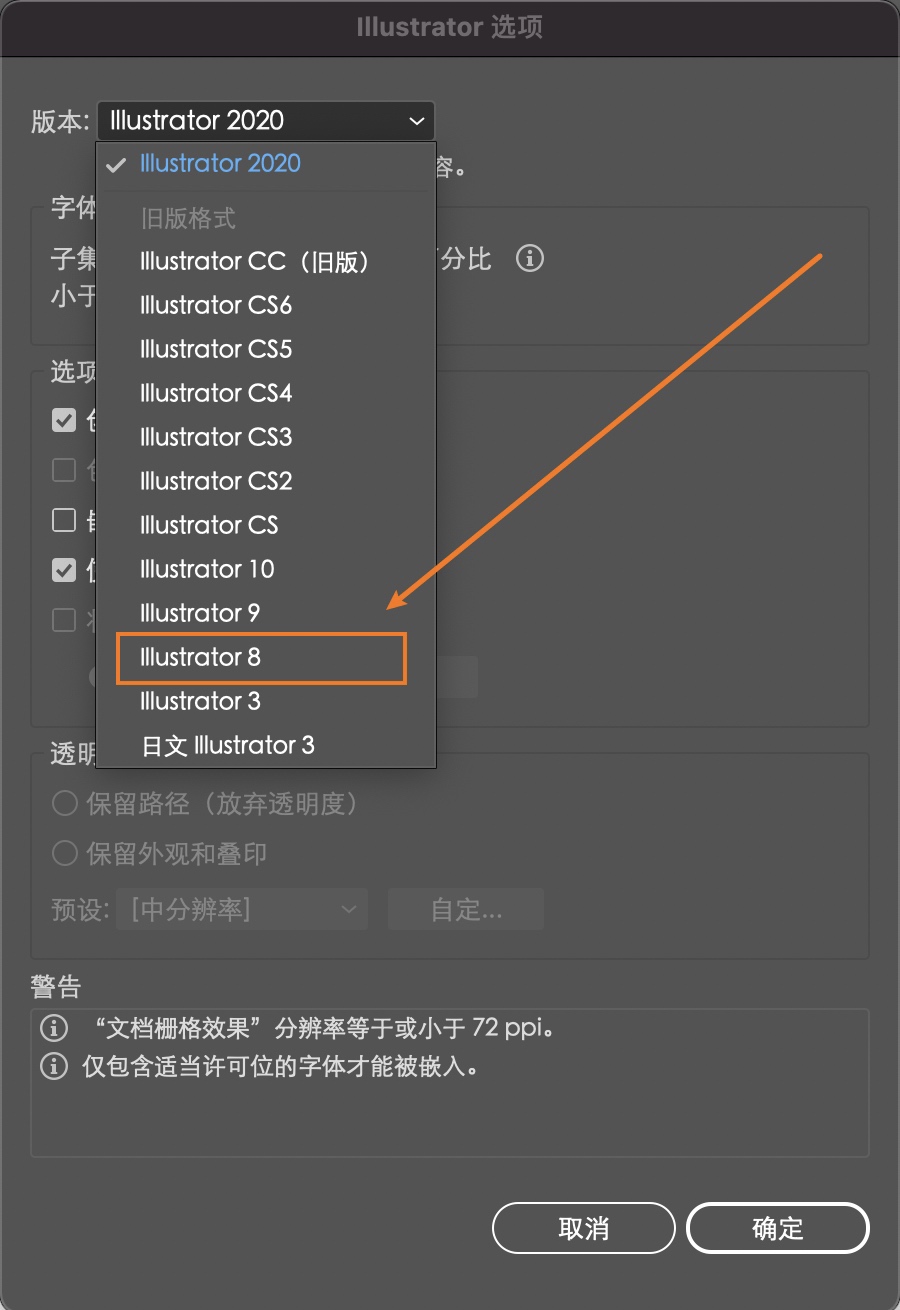 Illustrator 选项
版本: Illustrator 2020
Illustrator 2020
容。
旧版格式
字体
Illustrator CC（旧版）
子集
分比
小于
Illustrator CS6
Illustrator CS5
选项
Illustrator CS4
Illustrator CS3
Illustrator CS2
Illustrator CS
Illustrator 10
Illustrator 9
Illustrator 8
Illustrator 3
日文 Illustrator 3
透明
保留路径（放弃透明度）
保留外观和叠印
预设: [中分辨率] 自定...
警告
“文档栅格效果”分辨率等于或小于 72 ppi。
仅包含适当许可位的字体才能被嵌入。
取消 确定